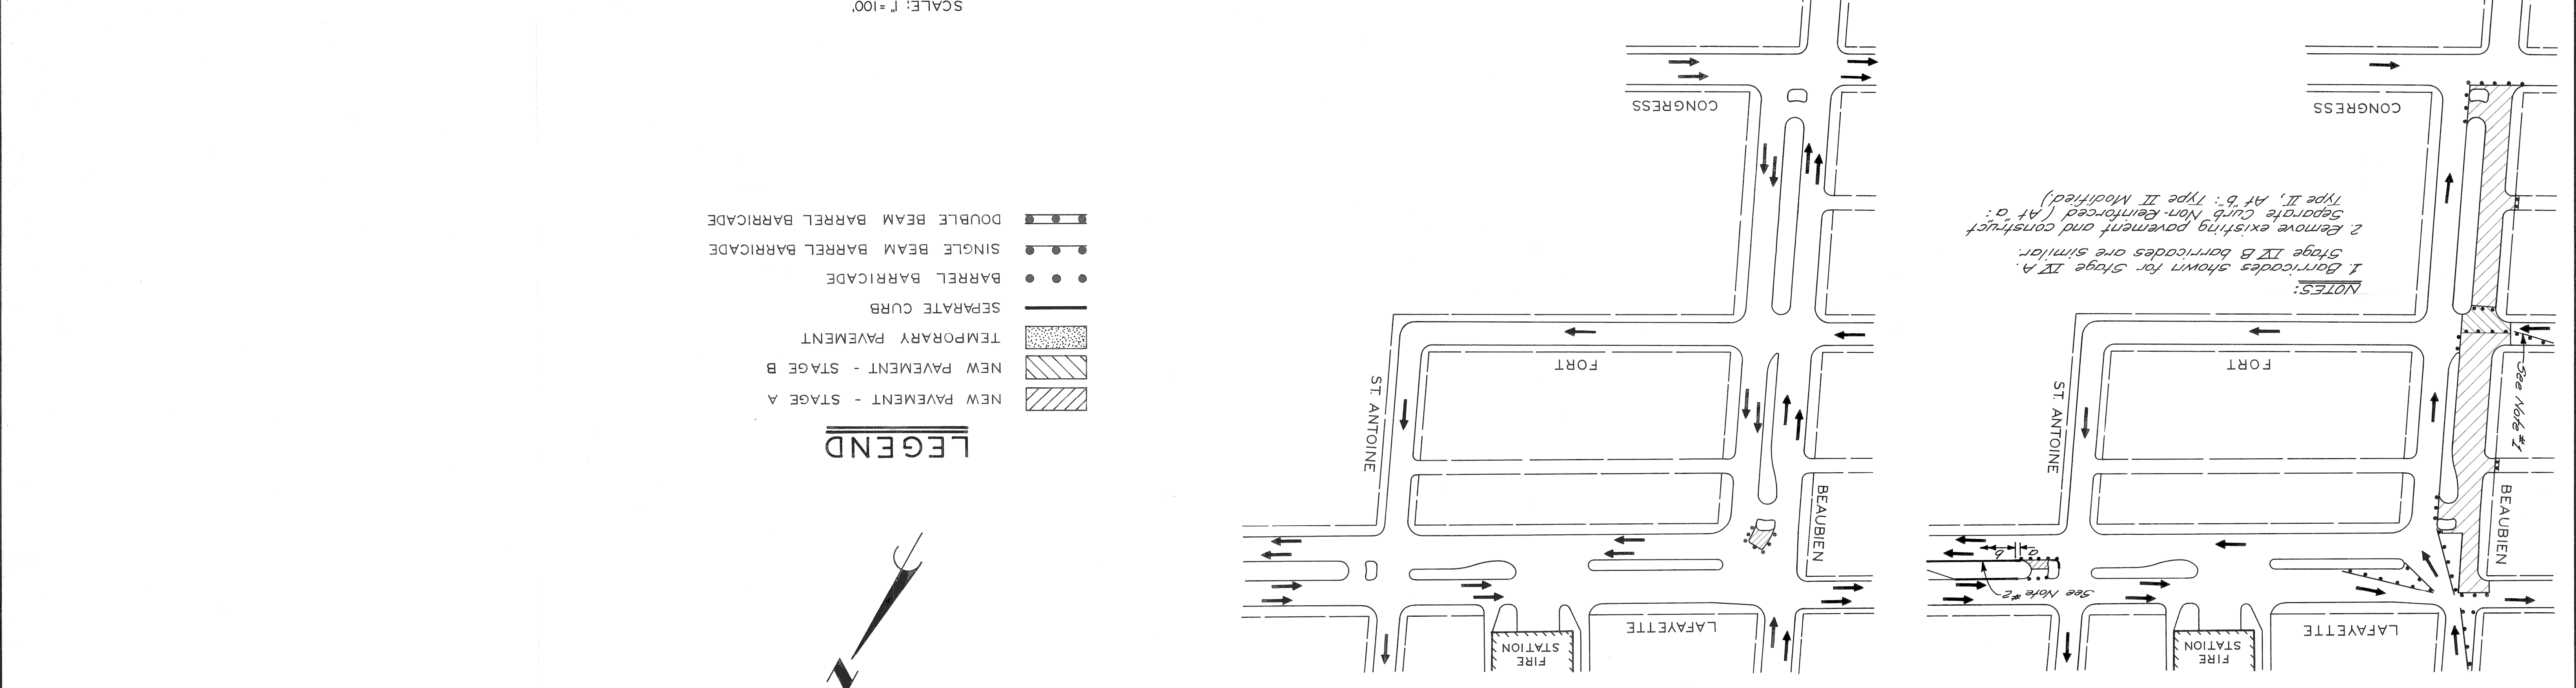 FIRE
STATION
LAFAYETTE
See Note #2
a
b
BEAUBIEN
ST. ANTOINE
See Note #1
FORT
NOTES:
1. Barricades shown for Stage IV A.
Stage IV B barricades are similar.
2. Remove existing pavement and construct
Separate Curb Non-Reinforced (At "a":
Type II, At "b": Type II Modified.)
CONGRESS
FIRE
STATION
LAFAYETTE
BEAUBIEN
ST. ANTOINE
FORT
CONGRESS
N
LEGEND
NEW PAVEMENT - STAGE A
NEW PAVEMENT - STAGE B
TEMPORARY PAVEMENT
SEPARATE CURB
BARREL BARRICADE
SINGLE BEAM BARREL BARRICADE
DOUBLE BEAM BARREL BARRICADE
SCALE: 1" = 100'